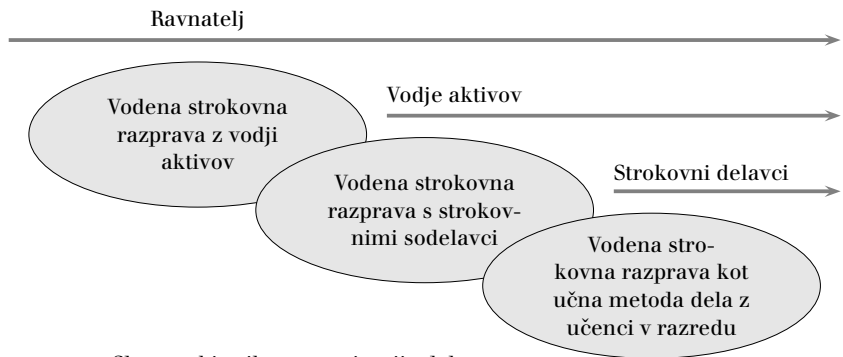 Ravnatelj
Vodena strokovna
razprava z vodji
aktivov
Vodje aktivov
Vodena strokovna
razprava s strokov-
nimi sodelavci
Strokovni delavci
Vodena stro-
kovna razprava kot
učna metoda dela z
učenci v razredu